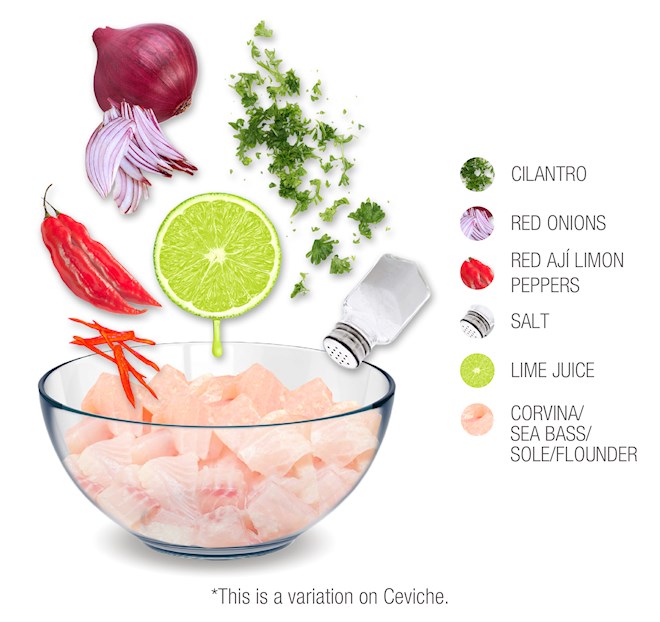 CILANTRO
RED ONIONS
RED AJÍ LIMON
PEPPERS
SALT
LIME JUICE
CORVINA/
SEA BASS/
SOLE/FLOUNDER
*This is a variation on Ceviche.